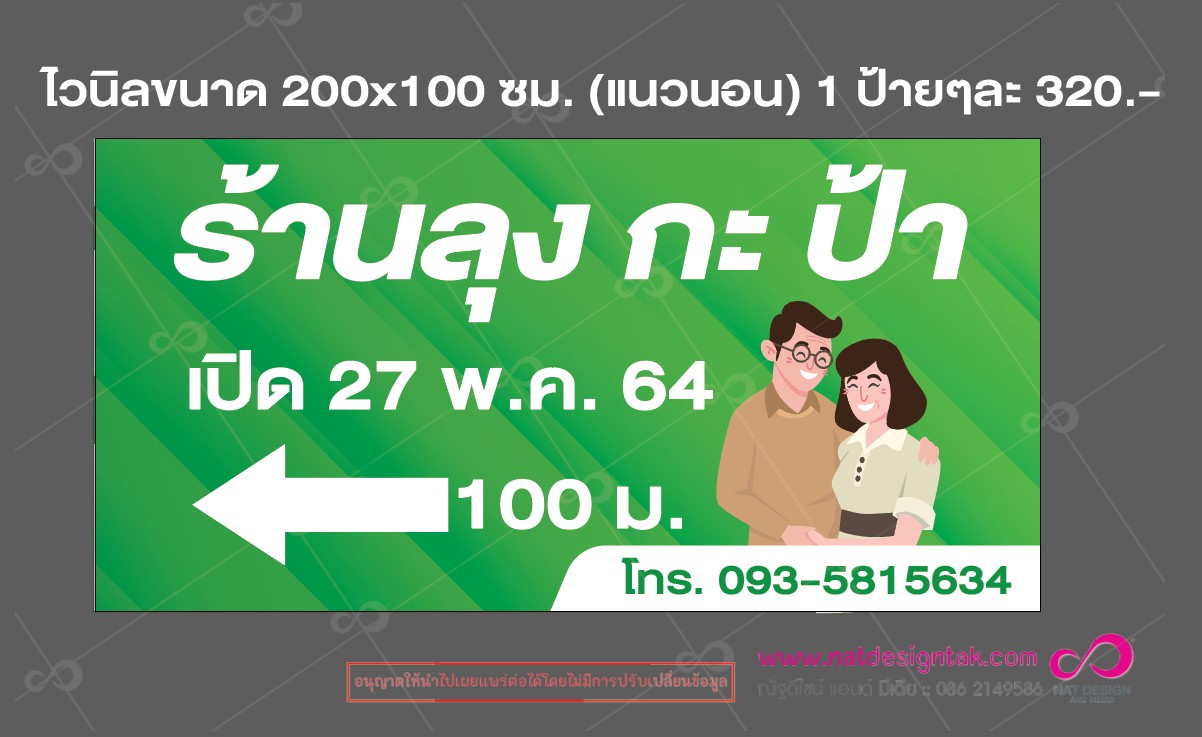 ไวนิลขนาด 200x100 ซม. (แนวนอน) 1 ป้ายๆละ 320.-
ร้านลุง กะ ป้า
เปิด 27 พ.ค. 64
100 ม.
โทร. 093-5815634
www.natdesigntak.com
อนุญาตให้นำไปเผยแพร่ต่อได้โดยไม่มีการปรับเปลี่ยนข้อมูล
ณัฐดีไซน์ แอนด์ มีเดีย :: 086 2149586
NAT DESIGN
AND MEDIA